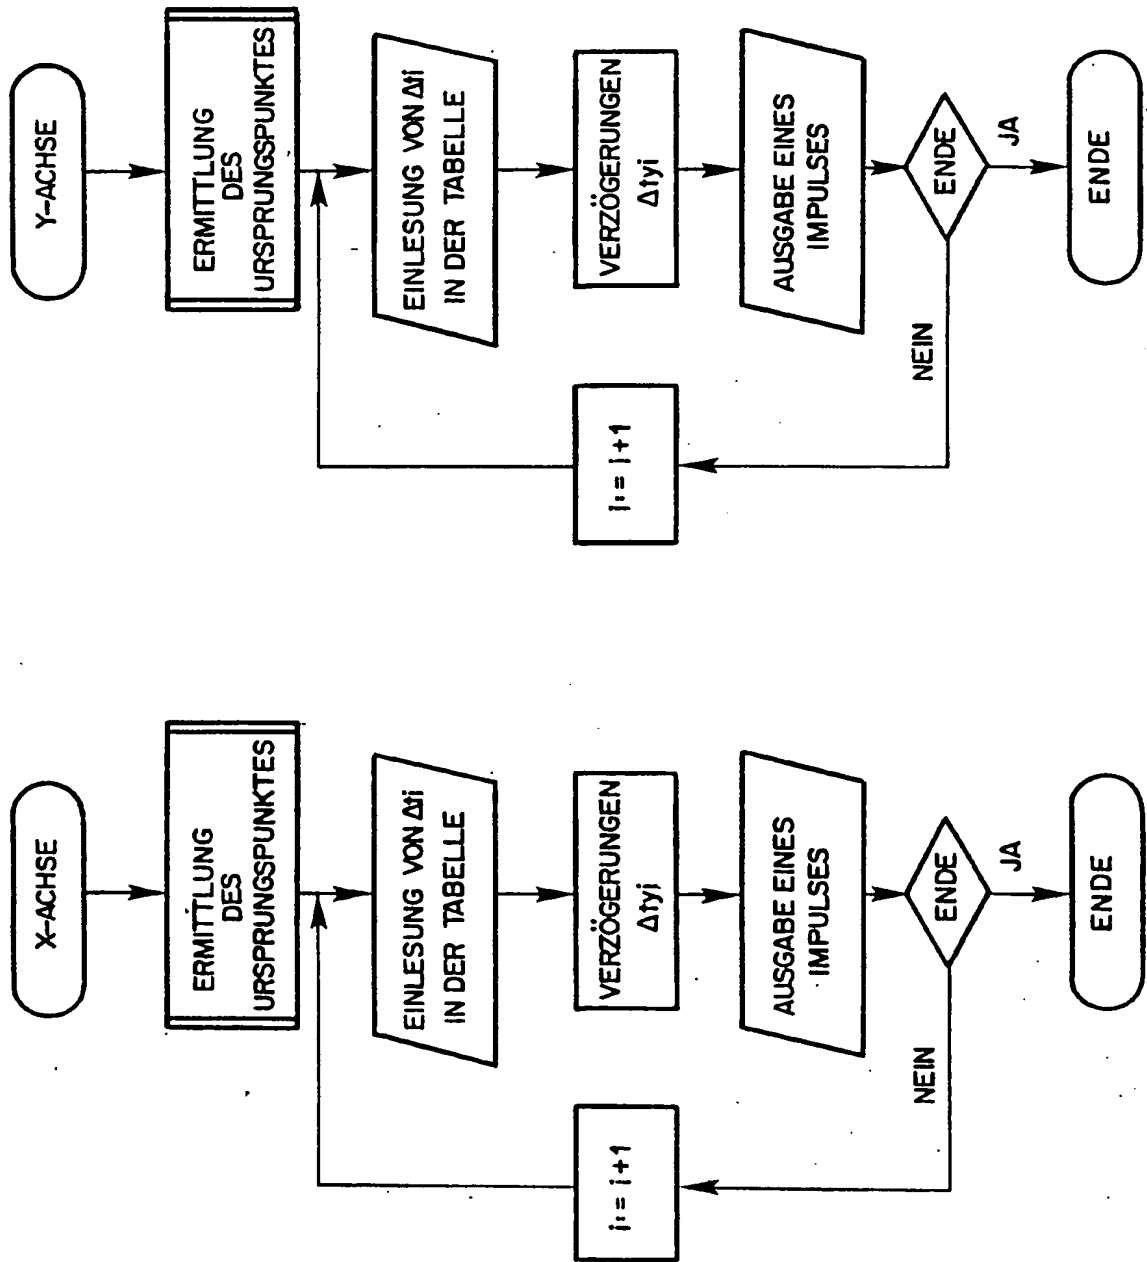 X-ACHSE
ERMITTLUNG
DES
URSPRUNGSPUNKTES
EINLESUNG VON Δti
IN DER TABELLE
VERZÖGERUNGEN
Δtyi
AUSGABE EINES
IMPULSES
ENDE
JA
NEIN
i:= i+1
ENDE
Y-ACHSE
ERMITTLUNG
DES
URSPRUNGSPUNKTES
EINLESUNG VON Δti
IN DER TABELLE
VERZÖGERUNGEN
Δtyi
AUSGABE EINES
IMPULSES
ENDE
JA
NEIN
i:= i+1
ENDE